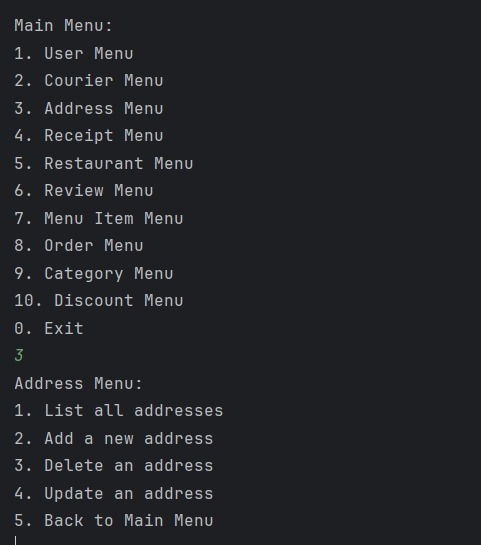 Main Menu:
1. User Menu
2. Courier Menu
3. Address Menu
4. Receipt Menu
5. Restaurant Menu
6. Review Menu
7. Menu Item Menu
8. Order Menu
9. Category Menu
10. Discount Menu
0. Exit
3
Address Menu:
1. List all addresses
2. Add a new address
3. Delete an address
4. Update an address
5. Back to Main Menu